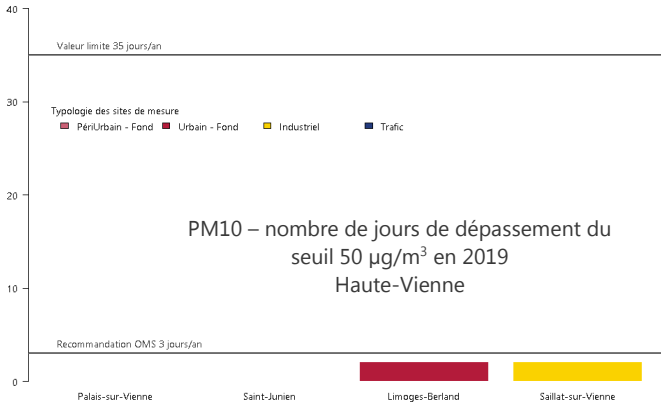 40
Valeur limite 35 jours/an
30
Typologie des sites de mesure
PériUrbain - Fond Urbain - Fond Industriel Trafic
20
PM10 – nombre de jours de dépassement du
seuil 50 µg/m³ en 2019
Haute-Vienne
10
Recommandation OMS 3 jours/an
0
Palais-sur-Vienne Saint-Junien Limoges-Berland Saillat-sur-Vienne